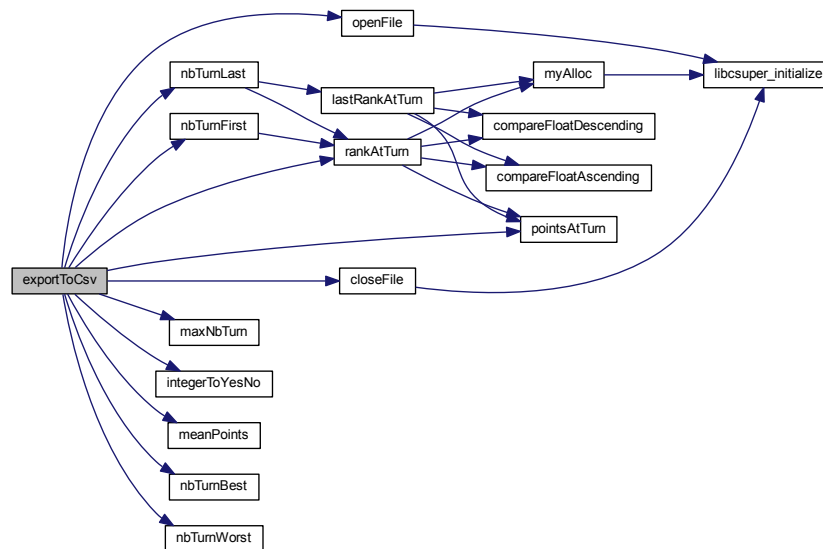 openFile
nbTurnLast
myAlloc
libcsuper_initialize
lastRankAtTurn
nbTurnFirst
compareFloatDescending
rankAtTurn
compareFloatAscending
pointsAtTurn
exportToCsv
closeFile
maxNbTurn
integerToYesNo
meanPoints
nbTurnBest
nbTurnWorst